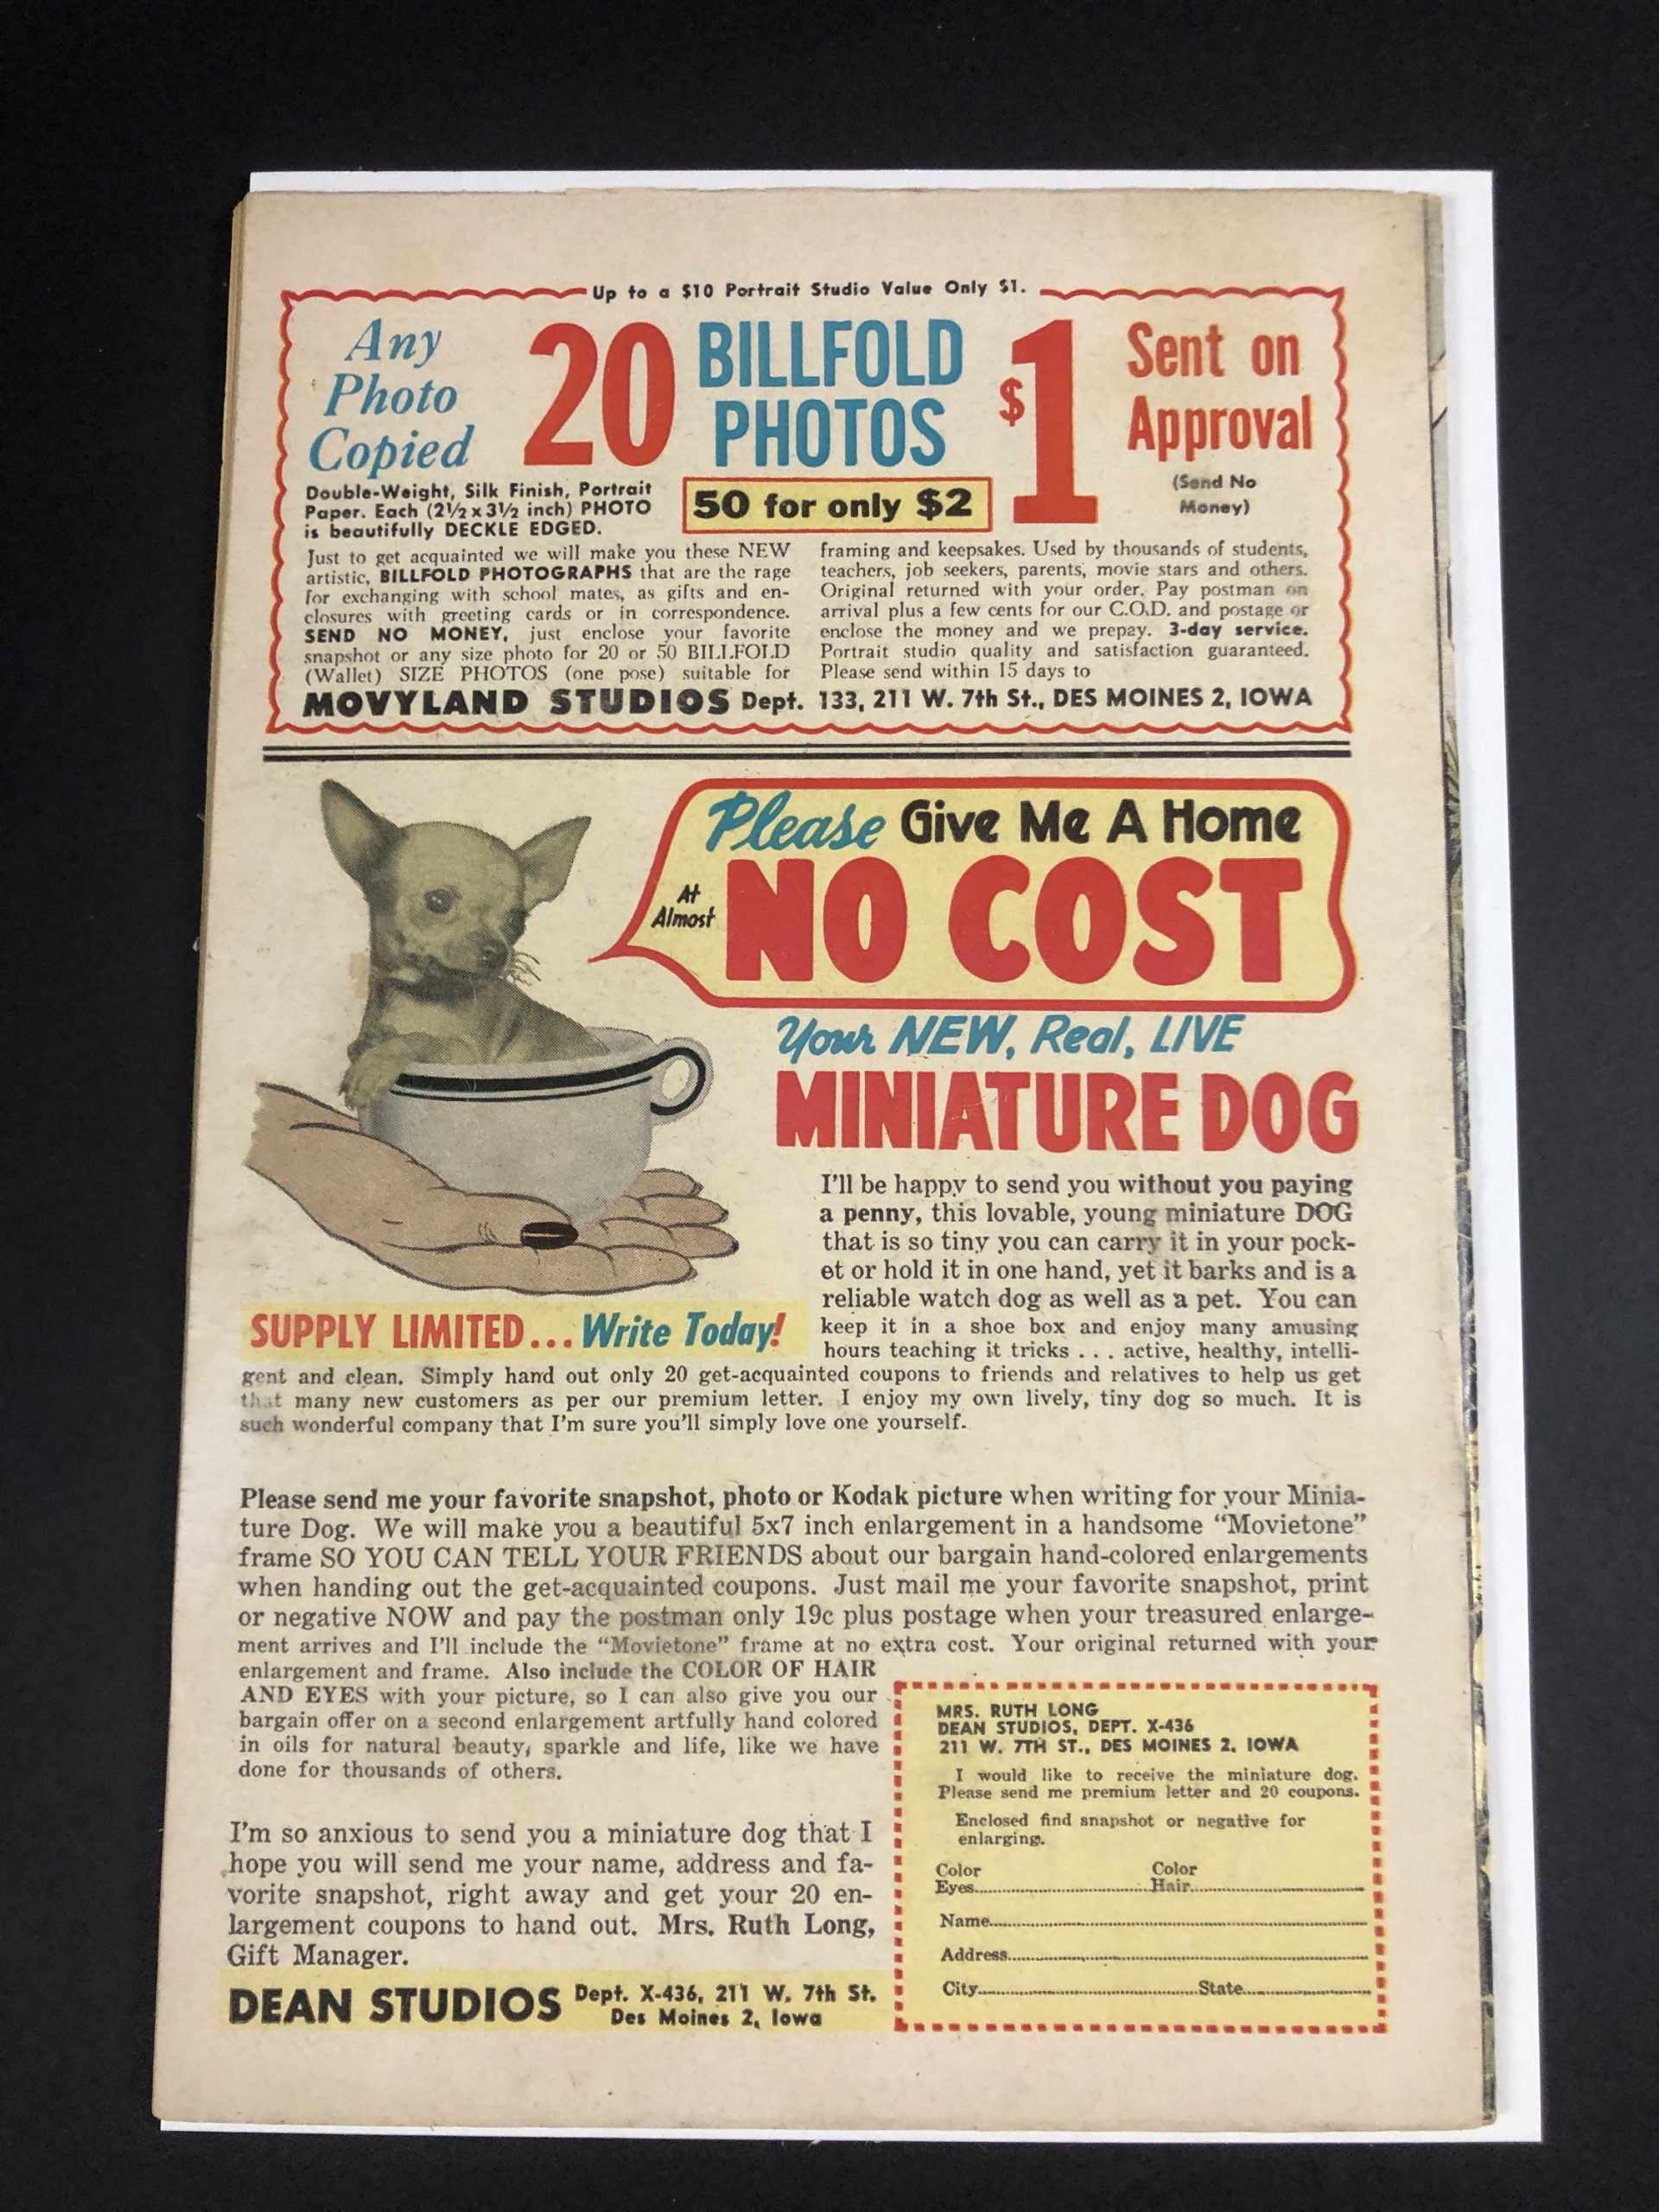 Up to a $10 Portrait Studio Value Only $1.
Any
Photo
Copied
20
BILLFOLD
PHOTOS
$1
Sent on
Approval
(Send No
Money)
50 for only $2
Double-Weight, Silk Finish, Portrait
Paper. Each (2½ x 3½ inch) PHOTO
is beautifully DECKLE EDGED.
Just to get acquainted we will make you these NEW
artistic, BILLFOLD PHOTOGRAPHS that are the rage
for exchanging with school mates, as gifts and en-
closures with greeting cards or in correspondence.
SEND NO MONEY, just enclose your favorite
snapshot or any size photo for 20 or 50 BILLFOLD
(Wallet) SIZE PHOTOS (one pose) suitable for
framing and keepsakes. Used by thousands of students,
teachers, job seekers, parents, movie stars and others.
Original returned with your order. Pay postman on
arrival plus a few cents for our C.O.D. and postage or
enclose the money and we prepay. 3-day service.
Portrait studio quality and satisfaction guaranteed.
Please send within 15 days to
MOVYLAND STUDIOS Dept. 133, 211 W. 7th St., DES MOINES 2, IOWA
Please Give Me A Home
At
Almost
NO COST
Your NEW, Real, LIVE
MINIATURE DOG
I'll be happy to send you without you paying
a penny, this lovable, young miniature DOG
that is so tiny you can carry it in your pock-
et or hold it in one hand, yet it barks and is a
reliable watch dog as well as a pet. You can
keep it in a shoe box and enjoy many amusing
hours teaching it tricks . . . active, healthy, intelli-
SUPPLY LIMITED... Write Today!
gent and clean. Simply hand out only 20 get-acquainted coupons to friends and relatives to help us get
that many new customers as per our premium letter. I enjoy my own lively, tiny dog so much. It is
such wonderful company that I'm sure you'll simply love one yourself.
Please send me your favorite snapshot, photo or Kodak picture when writing for your Minia-
ture Dog. We will make you a beautiful 5x7 inch enlargement in a handsome "Movietone"
frame SO YOU CAN TELL YOUR FRIENDS about our bargain hand-colored enlargements
when handing out the get-acquainted coupons. Just mail me your favorite snapshot, print
or negative NOW and pay the postman only 19c plus postage when your treasured enlarge-
ment arrives and I'll include the "Movietone" frame at no extra cost. Your original returned with your
enlargement and frame. Also include the COLOR OF HAIR
AND EYES with your picture, so I can also give you our
bargain offer on a second enlargement artfully hand colored
in oils for natural beauty, sparkle and life, like we have
done for thousands of others.
I'm so anxious to send you a miniature dog that I
hope you will send me your name, address and fa-
vorite snapshot, right away and get your 20 en-
largement coupons to hand out. Mrs. Ruth Long,
Gift Manager.
DEAN STUDIOS Dept. X-436, 211 W. 7th St.
Des Moines 2, Iowa
MRS. RUTH LONG
DEAN STUDIOS, DEPT. X-436
211 W. 7TH ST., DES MOINES 2, IOWA
I would like to receive the miniature dog.
Please send me premium letter and 20 coupons.
Enclosed find snapshot or negative for
enlarging.
Color Color
Eyes Hair
Name
Address
City State